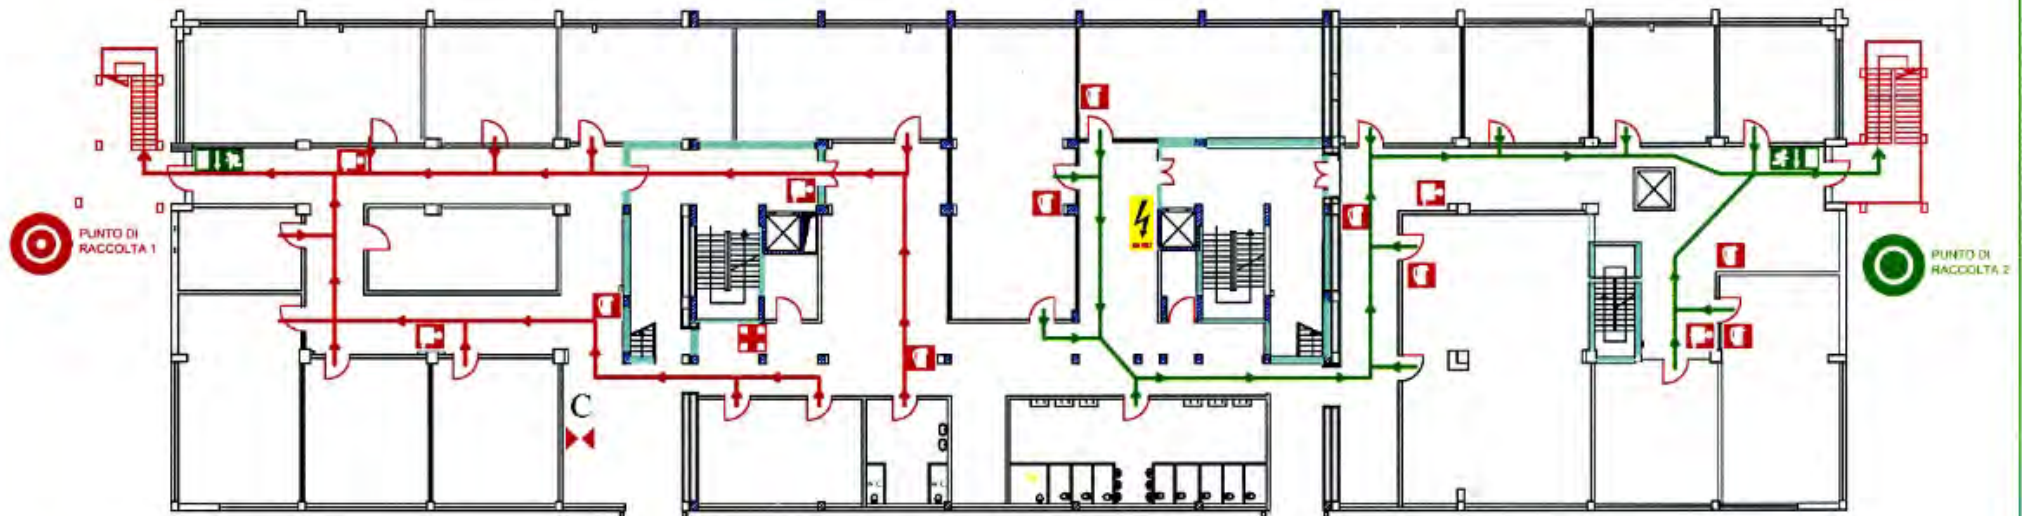 PUNTO DI
RACCOLTA 1
C
PUNTO DI
RACCOLTA 2